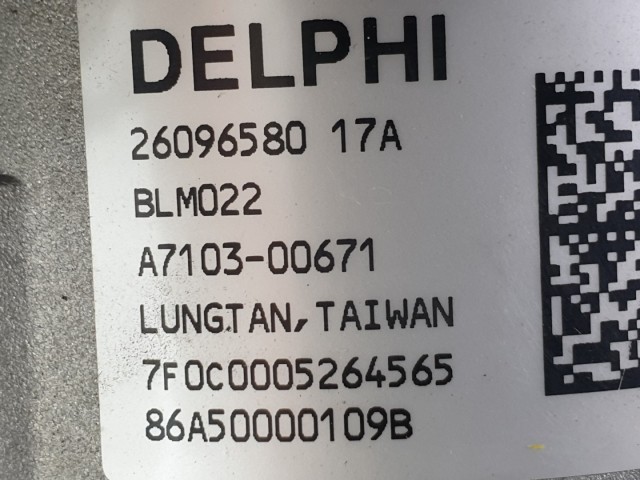 DELPHI
26096580 17A
BLM022
A7103-00671
LUNGTAN, TAIWAN
7F0C0005264565
86A50000109B